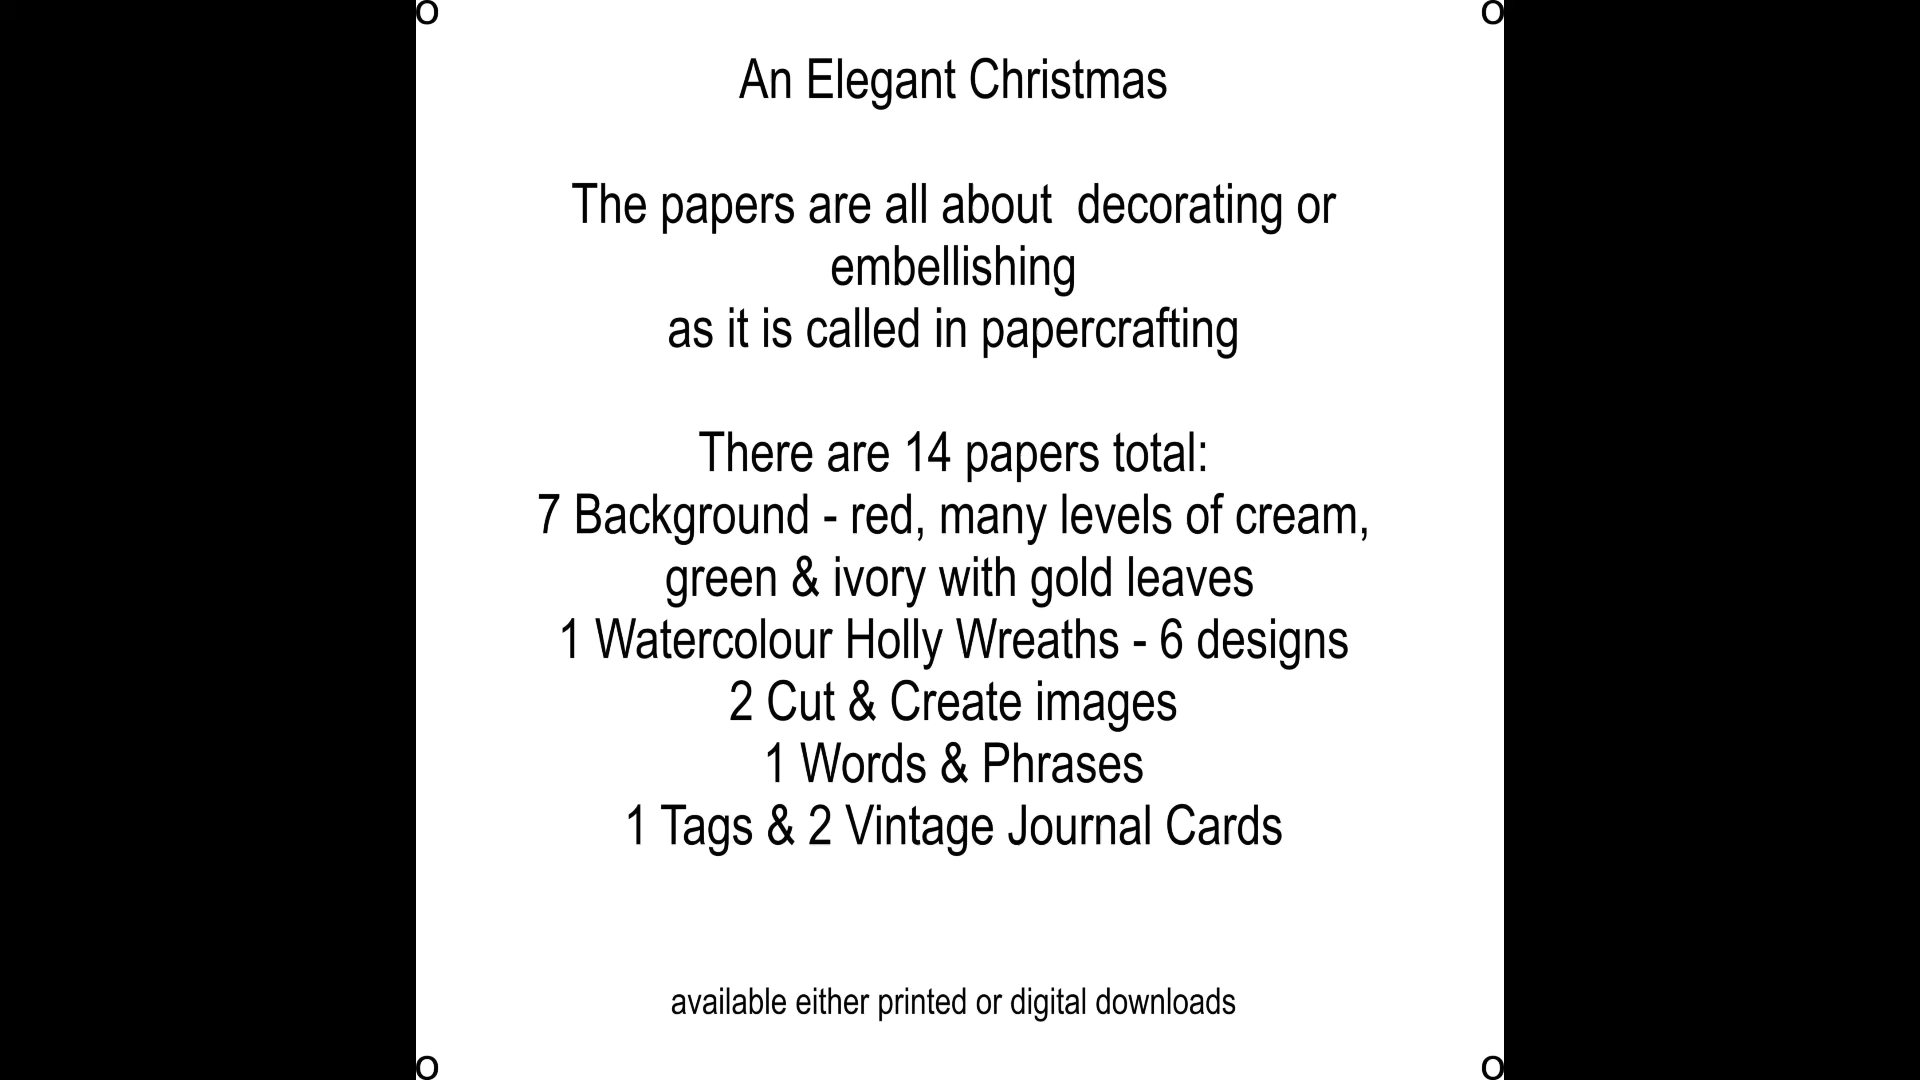 O O
An Elegant Christmas
The papers are all about  decorating or
embellishing
as it is called in papercrafting
There are 14 papers total:
7 Background - red, many levels of cream,
green & ivory with gold leaves
1 Watercolour Holly Wreaths - 6 designs
2 Cut & Create images
1 Words & Phrases
1 Tags & 2 Vintage Journal Cards
available either printed or digital downloads
O O